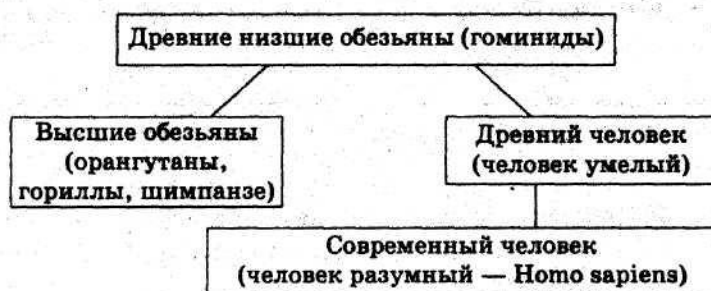 Древние низшие обезьяны (гоминиды)
Высшие обезьяны
(орангутаны,
гориллы, шимпанзе)
Древний человек
(человек умелый)
Современный человек
(человек разумный — Homo sapiens)